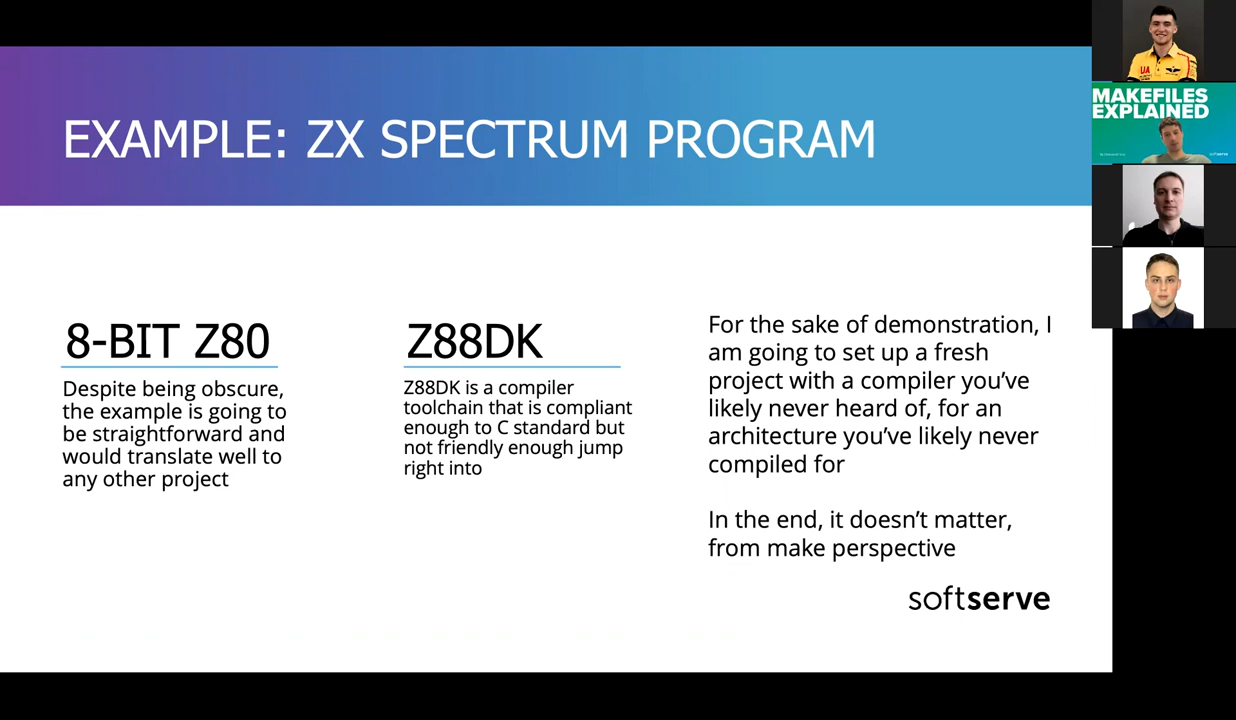 EXAMPLE: ZX SPECTRUM PROGRAM
8-BIT Z80
Despite being obscure,
the example is going to
be straightforward and
would translate well to
any other project
Z88DK
Z88DK is a compiler
toolchain that is compliant
enough to C standard but
not friendly enough jump
right into
For the sake of demonstration, I
am going to set up a fresh
project with a compiler you’ve
likely never heard of, for an
architecture you’ve likely never
compiled for
In the end, it doesn’t matter,
from make perspective
softserve
UA
MAKEFILES
EXPLAINED
softserve